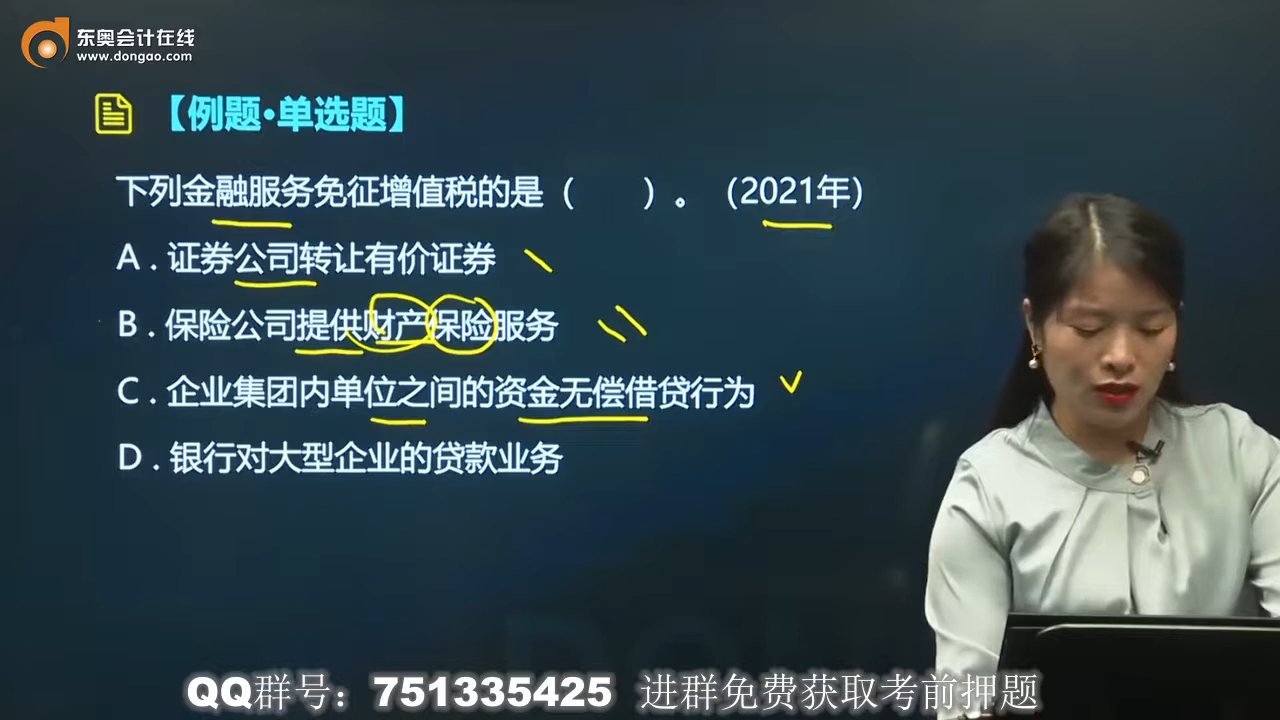 东奥会计在线
www.dongao.com
【例题•单选题】
下列金融服务免征增值税的是（　　）。（2021年）
A . 证券公司转让有价证券
B . 保险公司提供财产保险服务
C . 企业集团内单位之间的资金无偿借贷行为
D . 银行对大型企业的贷款业务
QQ群号：751335425 进群免费获取考前押题